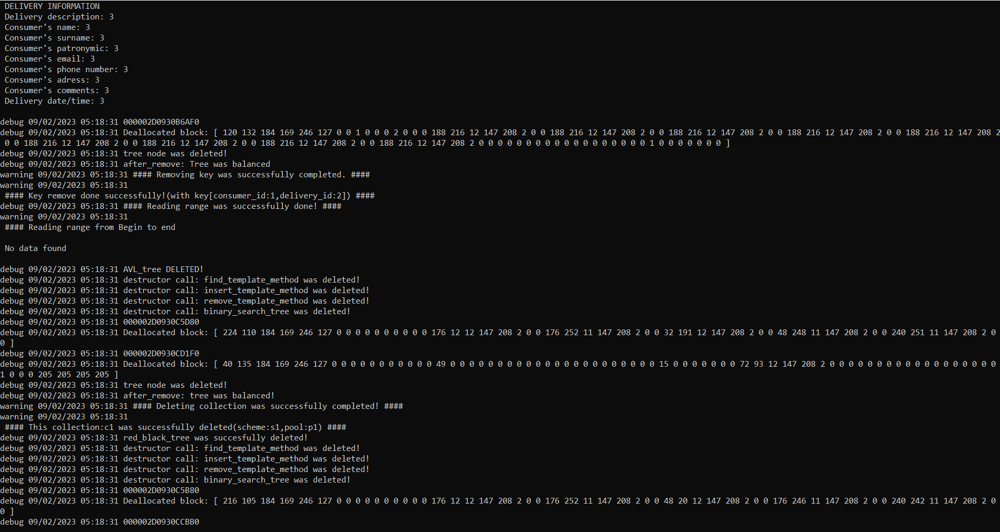 DELIVERY INFORMATION
Delivery description: 3
Consumer's name: 3
Consumer's surname: 3
Consumer's patronymic: 3
Consumer's email: 3
Consumer's phone number: 3
Consumer's adress: 3
Consumer's comments: 3
Delivery date/time: 3
debug 09/02/2023 05:18:31 000002D0930B6AF0
debug 09/02/2023 05:18:31 Deallocated block: [ 120 132 184 169 246 127 0 0 1 0 0 0 2 0 0 0 188 216 12 147 208 2 0 0 188 216 12 147 208 2 0 0 188 216 12 147 208 2 0 0 188 216 12 147 208 2 0 0 188 216 12 147 208 2
0 0 188 216 12 147 208 2 0 0 188 216 12 147 208 2 0 0 188 216 12 147 208 2 0 0 188 216 12 147 208 2 0 0 0 0 0 0 0 0 0 0 0 0 0 0 0 0 0 0 1 0 0 0 0 0 0 0 ]
debug 09/02/2023 05:18:31 tree node was deleted!
debug 09/02/2023 05:18:31 after_remove: Tree was balanced
warning 09/02/2023 05:18:31 #### Removing key was successfully completed. ####
warning 09/02/2023 05:18:31
#### Key remove done successfully!(with key[consumer_id:1,delivery_id:2]) ####
debug 09/02/2023 05:18:31 #### Reading range was successfully done! ####
warning 09/02/2023 05:18:31
#### Reading range from Begin to end
No data found
debug 09/02/2023 05:18:31 AVL_tree DELETED!
debug 09/02/2023 05:18:31 destructor call: find_template_method was deleted!
debug 09/02/2023 05:18:31 destructor call: insert_template_method was deleted!
debug 09/02/2023 05:18:31 destructor call: remove_template_method was deleted!
debug 09/02/2023 05:18:31 destructor call: binary_search_tree was deleted!
debug 09/02/2023 05:18:31 000002D0930C5D80
debug 09/02/2023 05:18:31 Deallocated block: [ 224 110 184 169 246 127 0 0 0 0 0 0 0 0 0 0 176 12 12 147 208 2 0 0 176 252 11 147 208 2 0 0 32 191 12 147 208 2 0 0 48 248 11 147 208 2 0 0 240 251 11 147 208 2 0
0 ]
debug 09/02/2023 05:18:31 000002D0930CD1F0
debug 09/02/2023 05:18:31 Deallocated block: [ 40 135 184 169 246 127 0 0 0 0 0 0 0 0 0 0 0 49 0 0 0 0 0 0 0 0 0 0 0 0 0 0 0 0 0 0 0 0 0 0 15 0 0 0 0 0 0 0 72 93 12 147 208 2 0 0 0 0 0 0 0 0 0 0 0 0 0 0 0 0 0 0
1 0 0 0 205 205 205 205 ]
debug 09/02/2023 05:18:31 tree node was deleted!
debug 09/02/2023 05:18:31 after_remove: tree was balanced!
warning 09/02/2023 05:18:31 #### Deleting collection was successfully completed! ####
warning 09/02/2023 05:18:31
#### This collection:c1 was successfully deleted(scheme:s1,pool:p1) ####
debug 09/02/2023 05:18:31 red_black_tree was succesfully deleted!
debug 09/02/2023 05:18:31 destructor call: find_template_method was deleted!
debug 09/02/2023 05:18:31 destructor call: insert_template_method was deleted!
debug 09/02/2023 05:18:31 destructor call: remove_template_method was deleted!
debug 09/02/2023 05:18:31 destructor call: binary_search_tree was deleted!
debug 09/02/2023 05:18:31 000002D0930C5B80
debug 09/02/2023 05:18:31 Deallocated block: [ 216 105 184 169 246 127 0 0 0 0 0 0 0 0 0 0 176 12 12 147 208 2 0 0 176 252 11 147 208 2 0 0 48 20 12 147 208 2 0 0 176 246 11 147 208 2 0 0 240 242 11 147 208 2 0
0 ]
debug 09/02/2023 05:18:31 000002D0930CCBB0